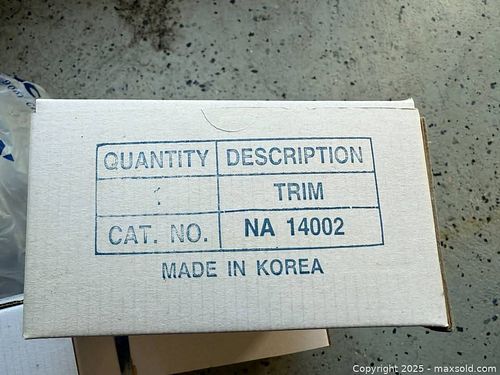 QUANTITY DESCRIPTION
TRIM
CAT. NO. NA 14002
MADE IN KOREA
Copyright © 2025 - maxsold.com